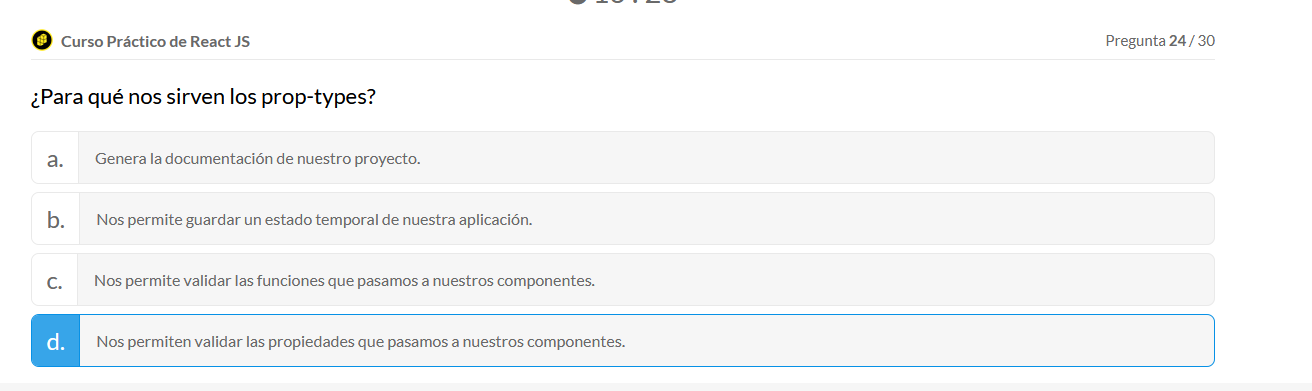 Curso Práctico de React JS
Pregunta 24 / 30
¿Para qué nos sirven los prop-types?
a. Genera la documentación de nuestro proyecto.
b. Nos permite guardar un estado temporal de nuestra aplicación.
c. Nos permite validar las funciones que pasamos a nuestros componentes.
d. Nos permiten validar las propiedades que pasamos a nuestros componentes.